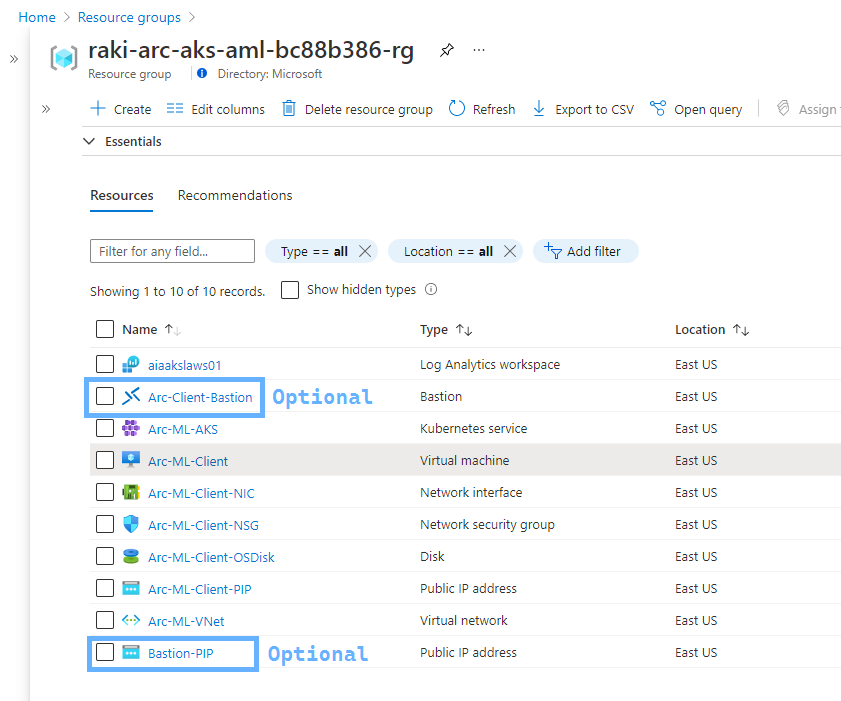 Home > Resource groups >
raki-arc-aks-aml-bc88b386-rg ...
Resource group Directory: Microsoft
Create Edit columns Delete resource group Refresh Export to CSV Open query Assign
Essentials
Resources Recommendations
Filter for any field... Type == all Location == all Add filter
Showing 1 to 10 of 10 records. Show hidden types
Name Type Location
aiaakslaws01 Log Analytics workspace East US
Arc-Client-Bastion Optional Bastion East US
Arc-ML-AKS Kubernetes service East US
Arc-ML-Client Virtual machine East US
Arc-ML-Client-NIC Network interface East US
Arc-ML-Client-NSG Network security group East US
Arc-ML-Client-OSDisk Disk East US
Arc-ML-Client-PIP Public IP address East US
Arc-ML-VNet Virtual network East US
Bastion-PIP Optional Public IP address East US